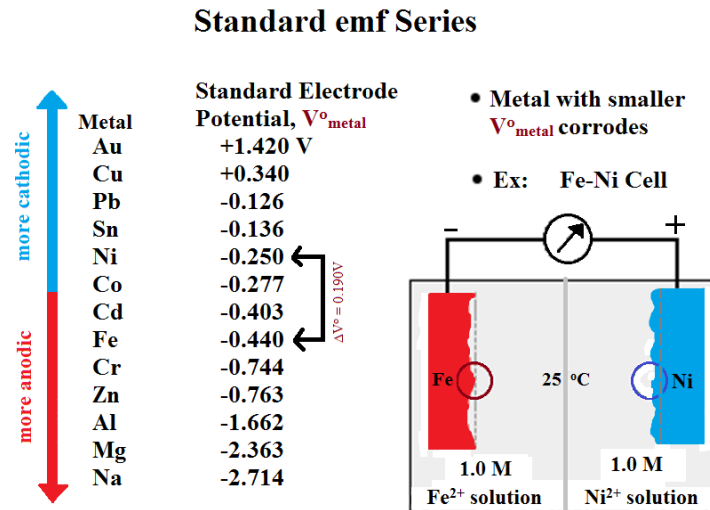 Standard emf Series
more cathodic
more anodic
Metal
Standard Electrode
Potential, V°metal
Au +1.420 V
Cu +0.340
Pb -0.126
Sn -0.136
Ni -0.250
Co -0.277
Cd -0.403
Fe -0.440
Cr -0.744
Zn -0.763
Al -1.662
Mg -2.363
Na -2.714
ΔV° = 0.190V
• Metal with smaller
V°metal corrodes
• Ex: Fe-Ni Cell
– +
Fe 25 °C Ni
1.0 M 1.0 M
Fe²⁺ solution Ni²⁺ solution